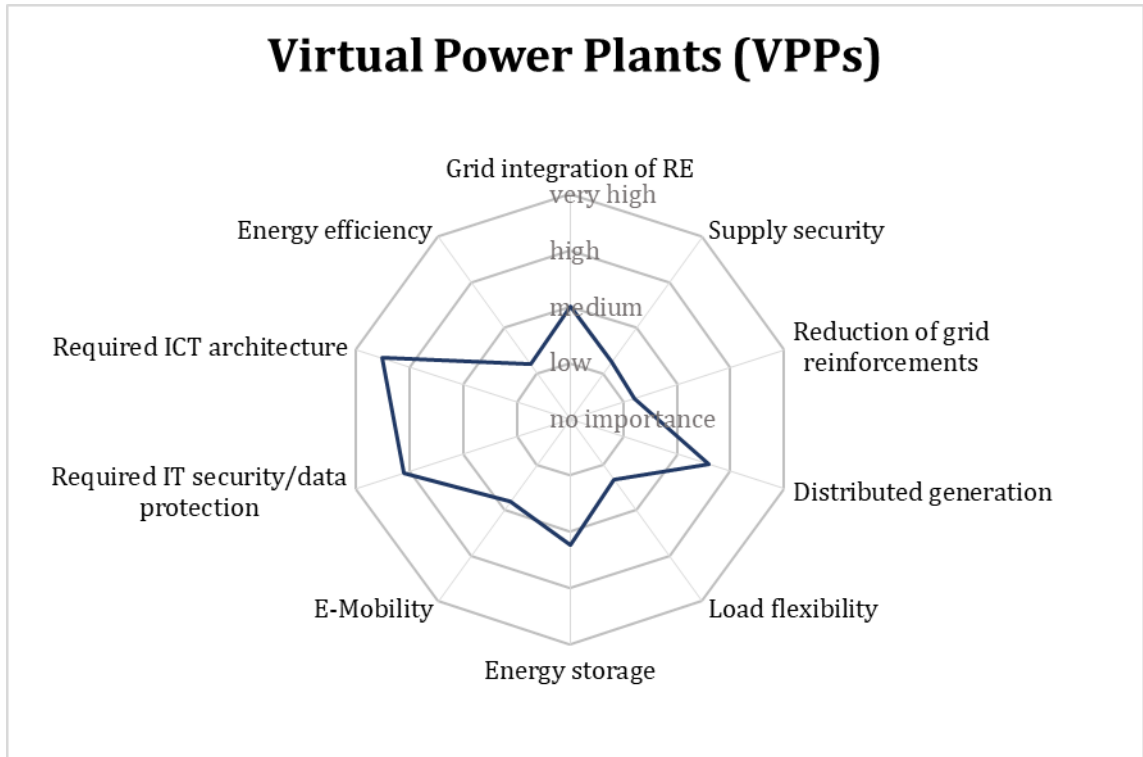 Virtual Power Plants (VPPs)
Grid integration of RE
very high
Energy efficiency
Supply security
high
medium
Reduction of grid
reinforcements
Required ICT architecture
low
no importance
Required IT security/data
protection
Distributed generation
E-Mobility
Load flexibility
Energy storage